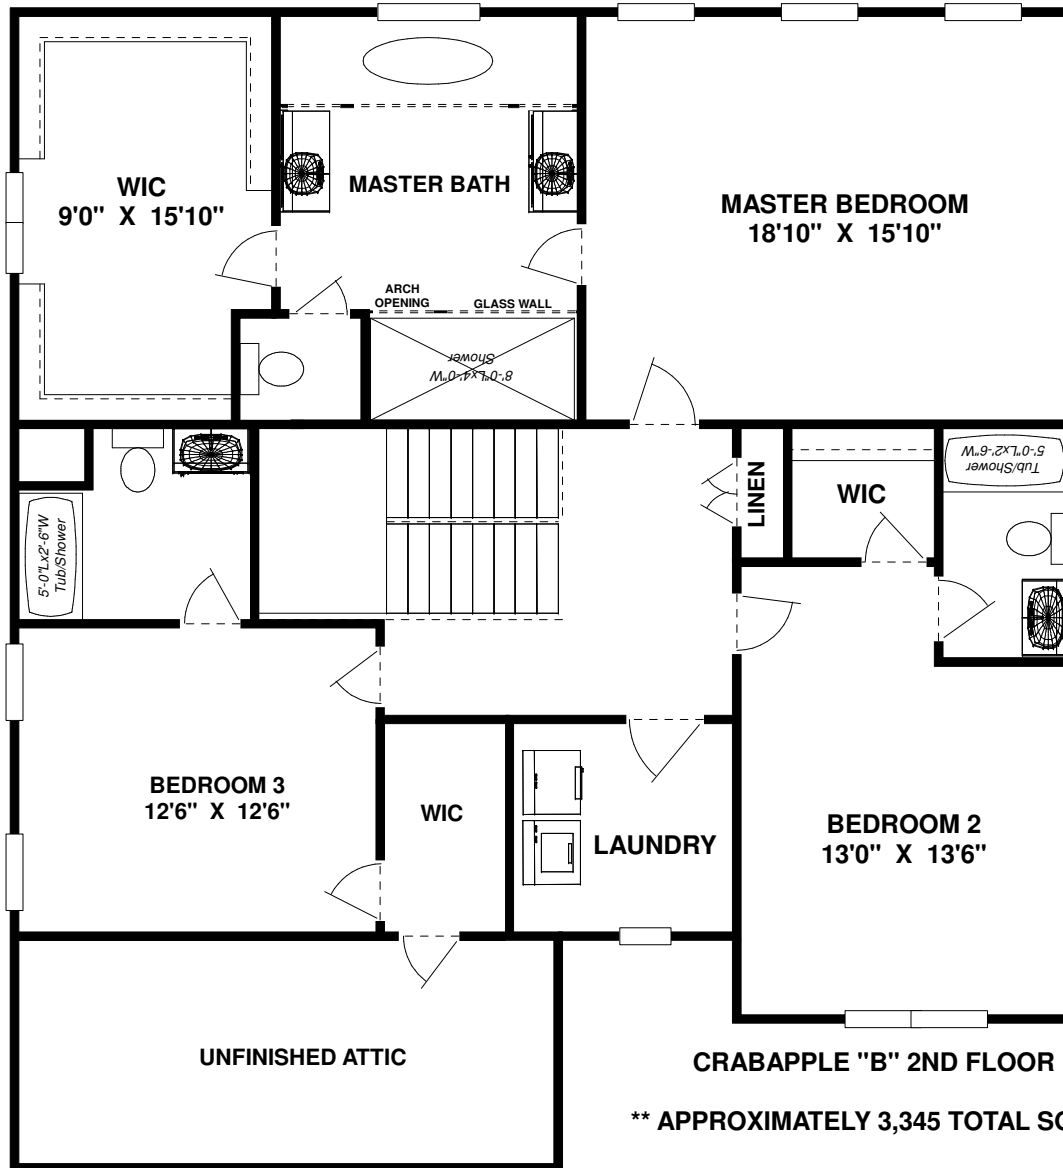 WIC
9'0" X 15'10"
MASTER BATH
MASTER BEDROOM
18'10" X 15'10"
ARCH
OPENING
GLASS WALL
8'-0"Lx4'-0"W
Shower
5'-0"Lx2'-6"W
Tub/Shower
LINEN
WIC
5'-0"Lx2'-6"W
Tub/Shower
BEDROOM 3
12'6" X 12'6"
WIC
LAUNDRY
BEDROOM 2
13'0" X 13'6"
UNFINISHED ATTIC
CRABAPPLE "B" 2ND FLOOR
** APPROXIMATELY 3,345 TOTAL